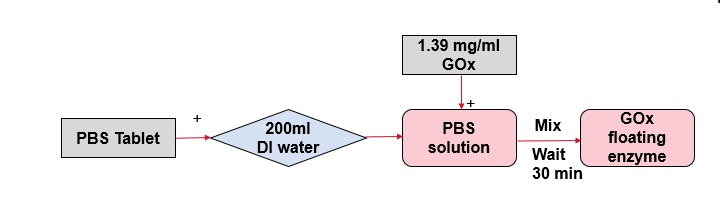 1.39 mg/ml
GOx
+
+
PBS Tablet
200ml
DI water
PBS
solution
Mix
Wait
30 min
GOx
floating
enzyme